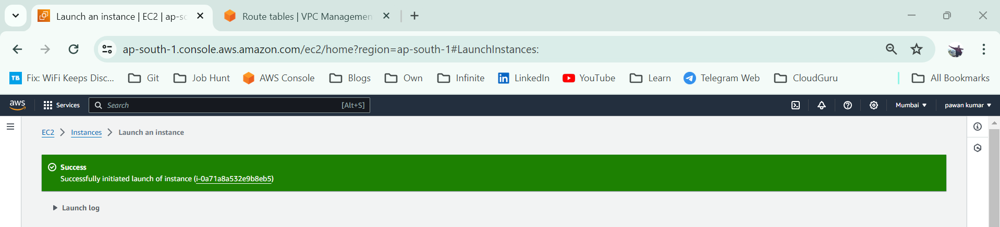 Launch an instance | EC2 | ap-sc
Route tables | VPC Managemen
ap-south-1.console.aws.amazon.com/ec2/home?region=ap-south-1#LaunchInstances:
TB Fix: WiFi Keeps Disc... Git Job Hunt AWS Console Blogs Own Infinite in LinkedIn YouTube Learn Telegram Web CloudGuru All Bookmarks
aws Services Search [Alt+S] Mumbai pawan kumar
EC2 Instances Launch an instance
Success
Successfully initiated launch of instance (i-0a71a8a532e9b8eb5)
Launch log